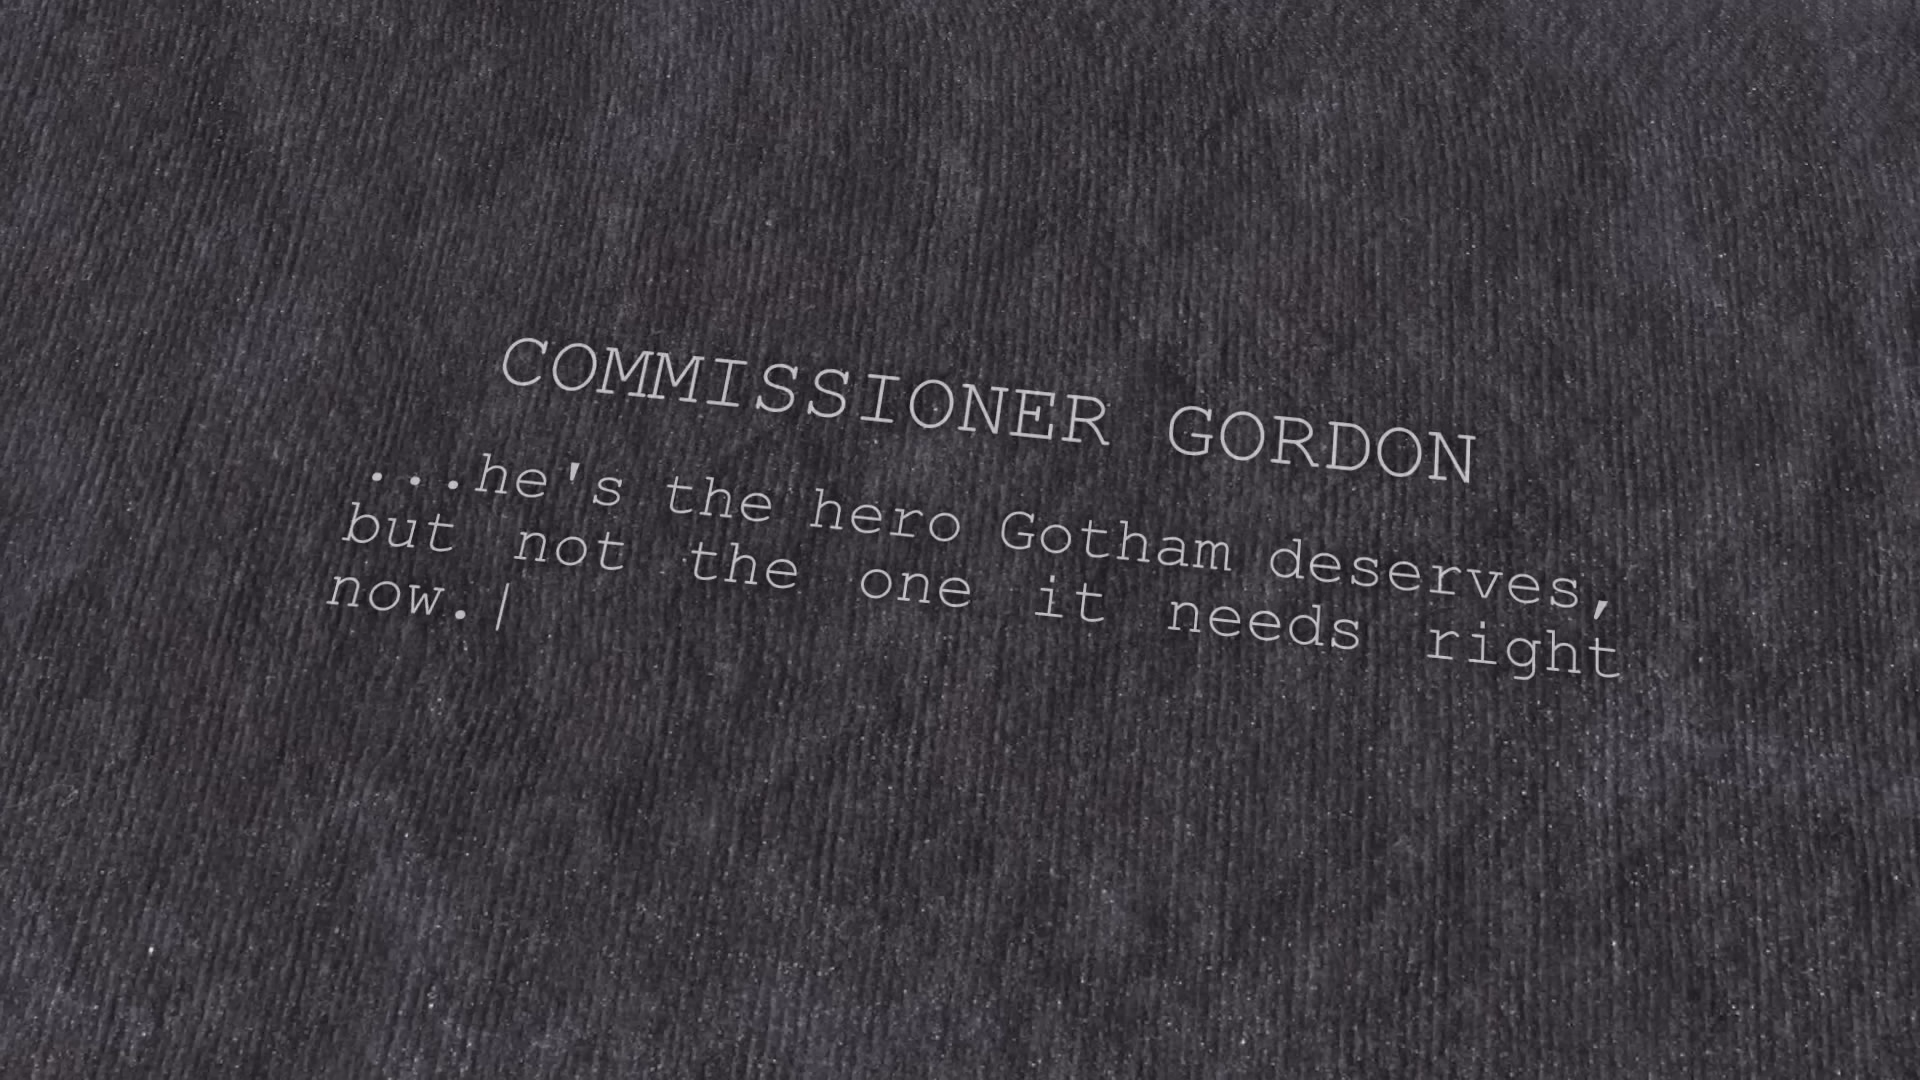 COMMISSIONER GORDON
...he's the hero Gotham deserves,
but not the one it needs right
now.|